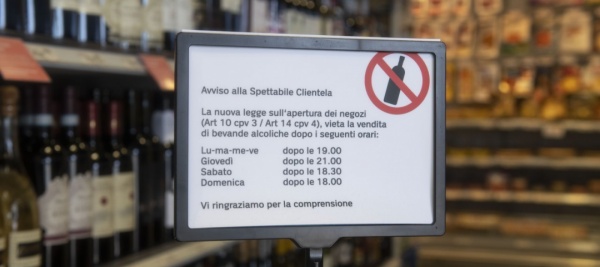 Avviso alla Spettabile Clientela
La nuova legge sull'apertura dei negozi
(Art 10 cpv 3 / Art 14 cpv 4), vieta la vendita
di bevande alcoliche dopo i seguenti orari:
Lu-ma-me-ve dopo le 19.00
Giovedì dopo le 21.00
Sabato dopo le 18.30
Domenica dopo le 18.00
Vi ringraziamo per la comprensione